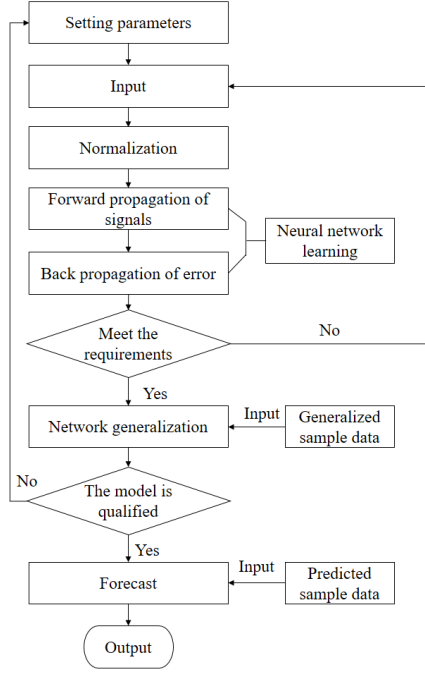 Setting parameters
Input
Normalization
Forward propagation of
signals
Neural network
learning
Back propagation of error
Meet the
requirements
No
Yes
Network generalization
Input
Generalized
sample data
No
The model is
qualified
Yes
Forecast
Input
Predicted
sample data
Output